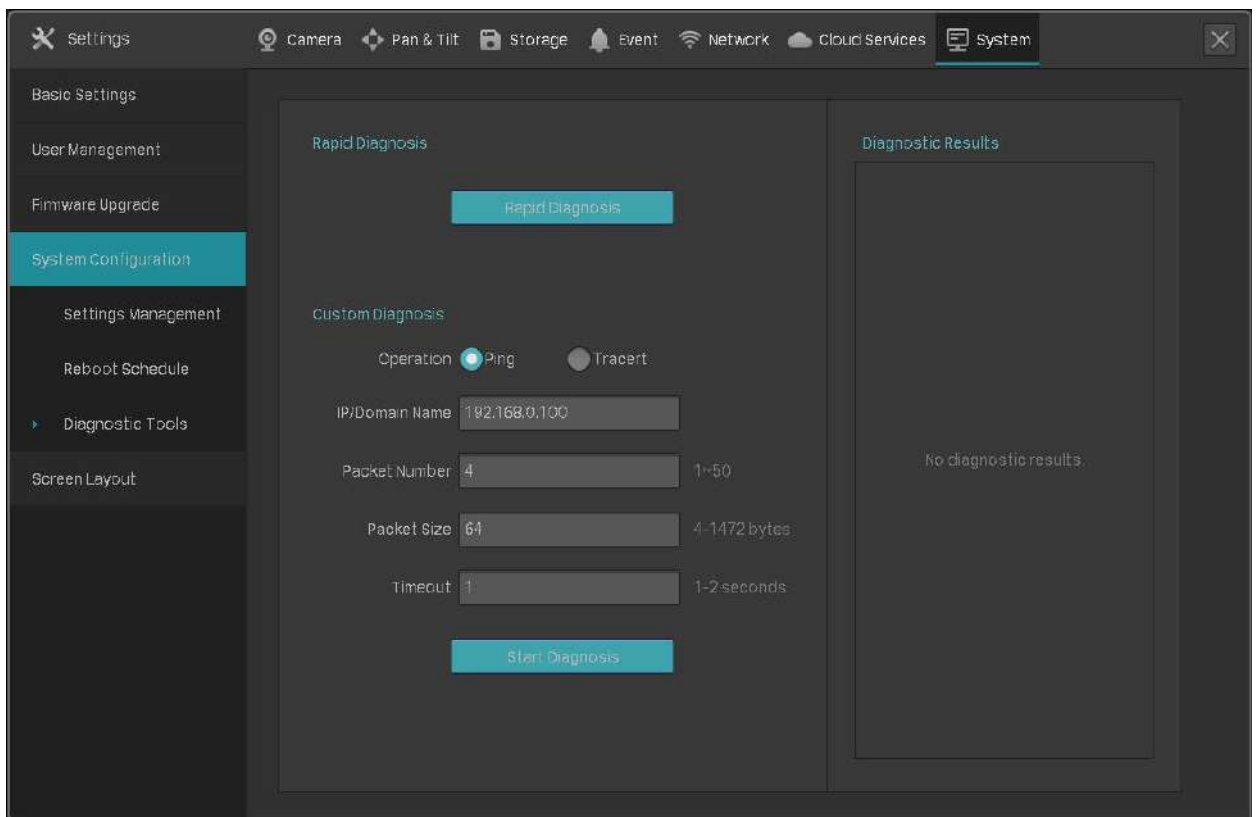 Settings
Camera Pan & Tilt Storage Event Network Cloud Services System
Basic Settings
User Management
Firmware Upgrade
System Configuration
Settings Management
Reboot Schedule
Diagnostic Tools
Screen Layout
Rapid Diagnosis
Rapid Diagnosis
Custom Diagnosis
Operation Ping Tracert
IP/Domain Name 192.168.0.100
Packet Number 4 1~50
Packet Size 64 4-1472 bytes
Timeout 1 1-2 seconds
Start Diagnosis
Diagnostic Results
No diagnostic results.